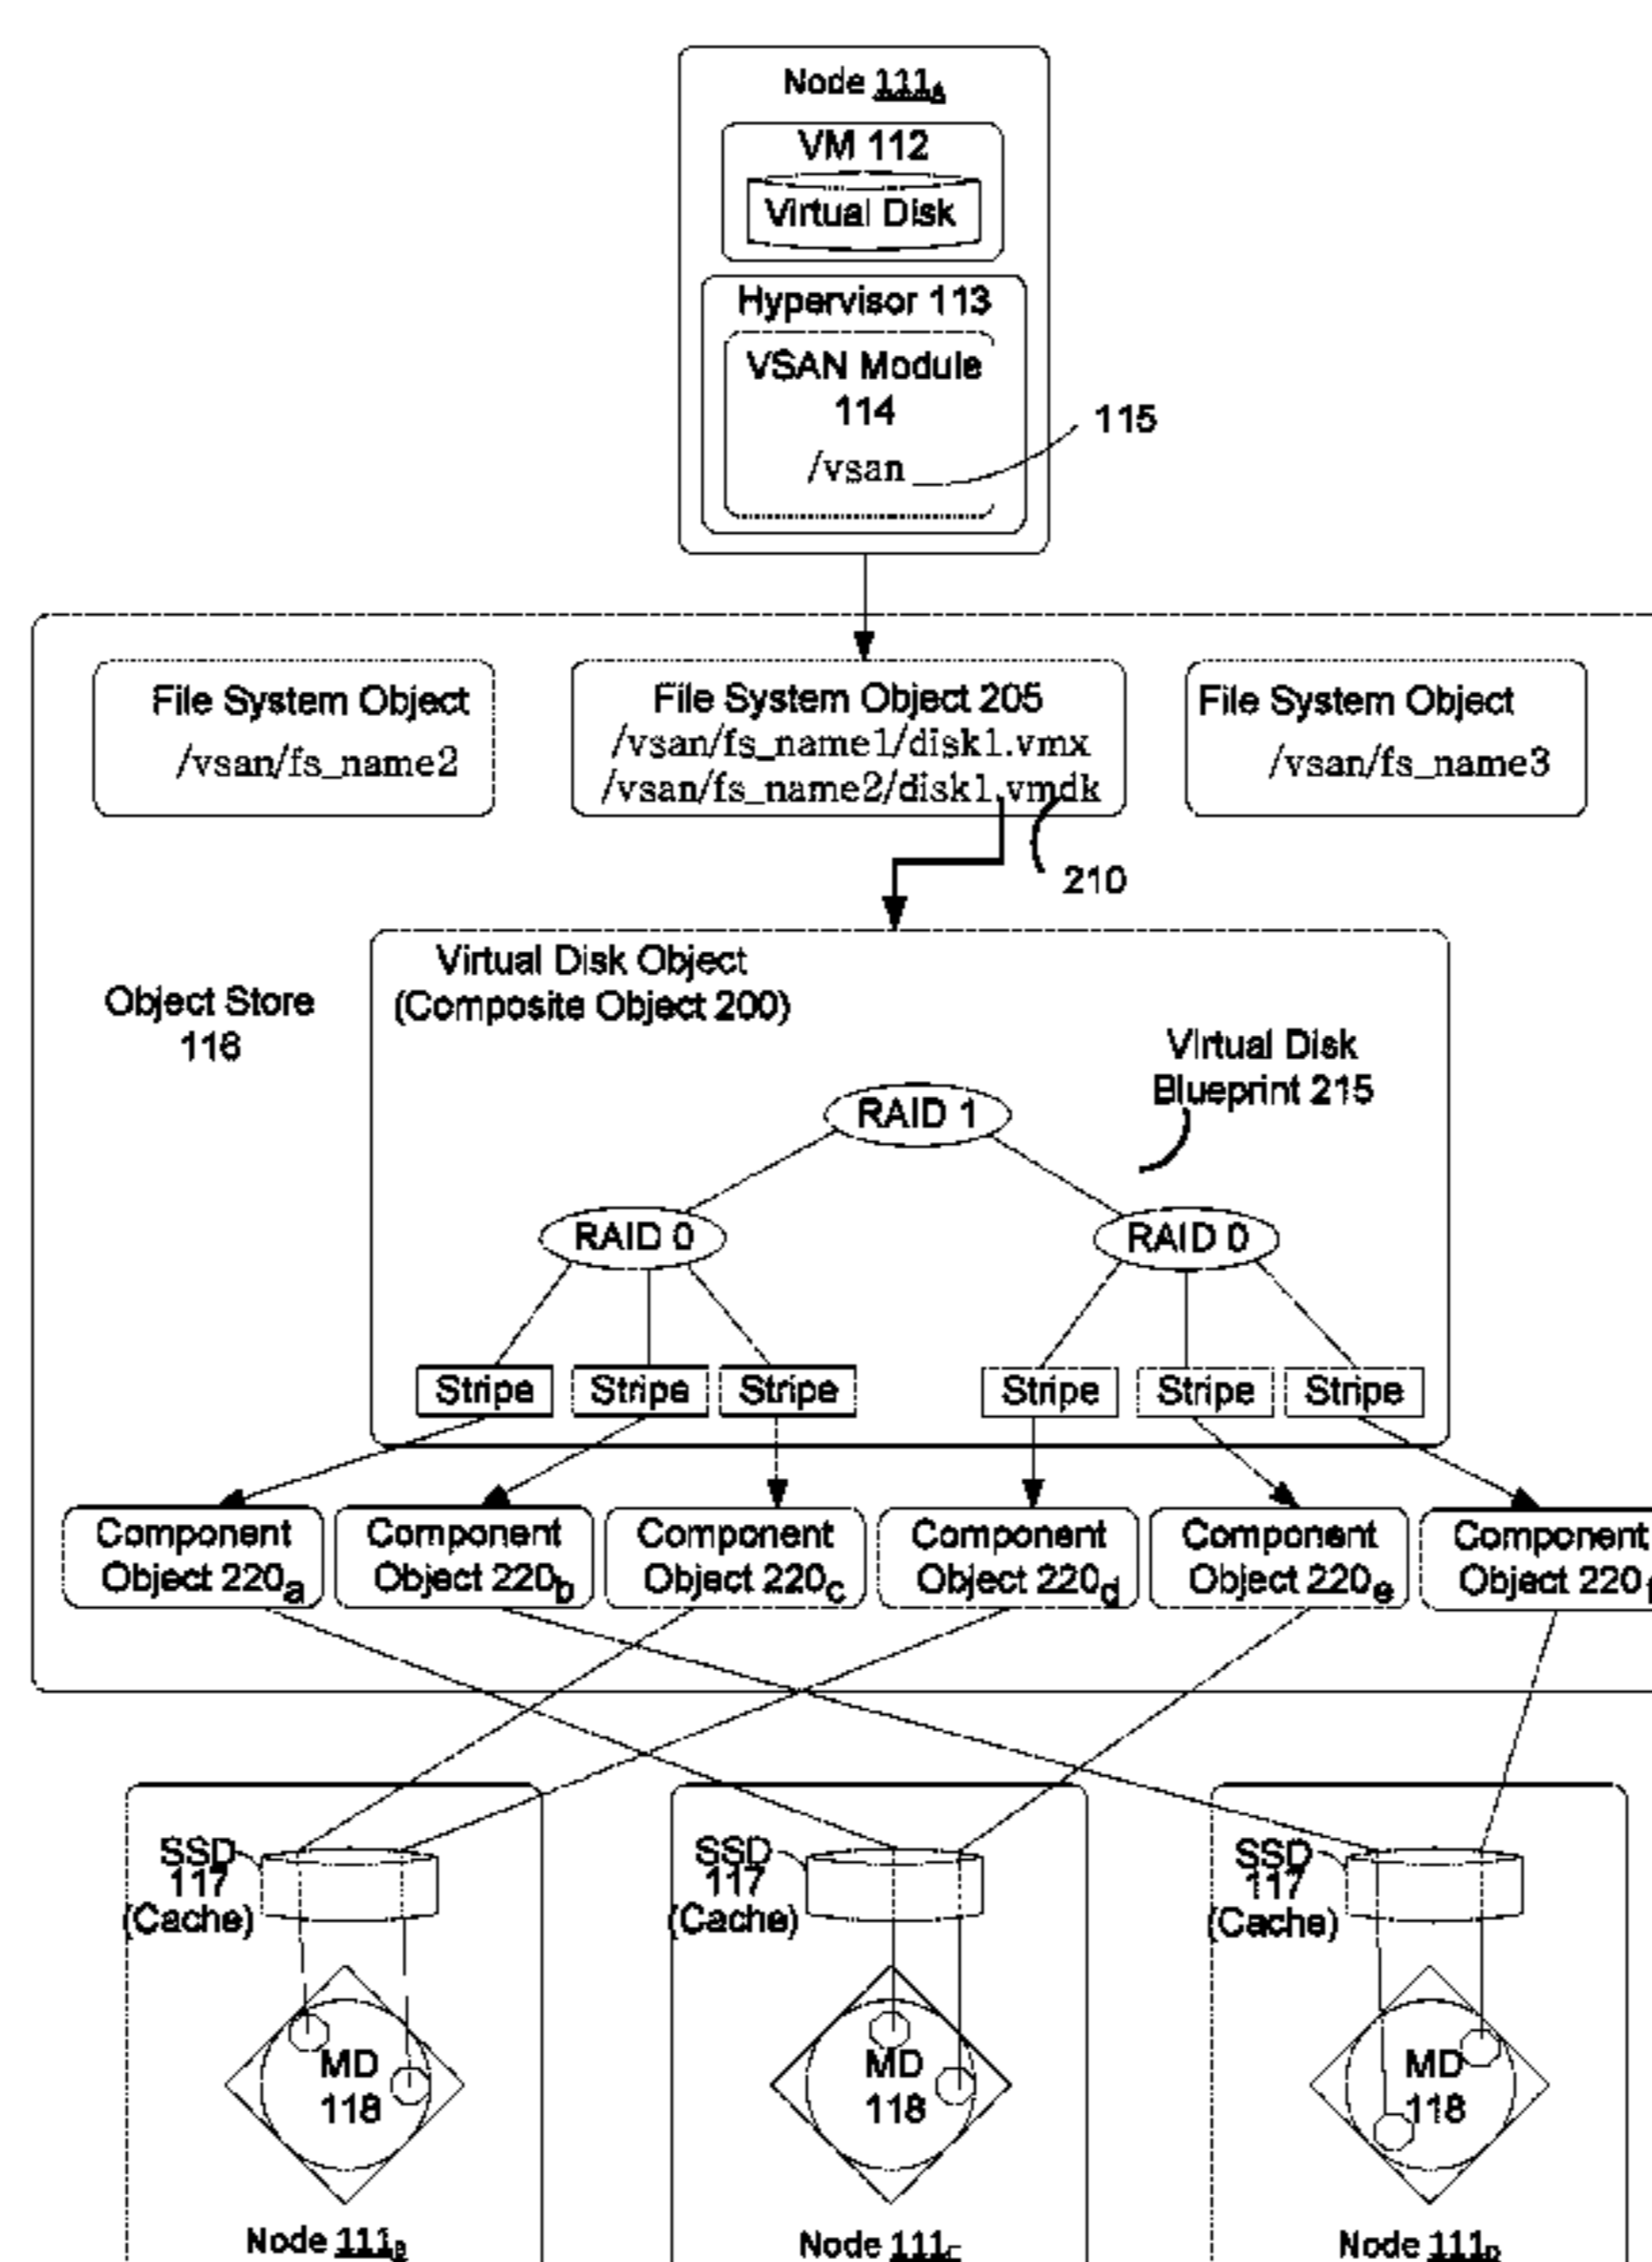 Node 111A
VM 112
Virtual Disk
Hypervisor 113
VSAN Module
114
/vsan
115
File System Object
/vsan/fs_name2
File System Object 205
/vsan/fs_name1/disk1.vmx
/vsan/fs_name2/disk1.vmdk
File System Object
/vsan/fs_name3
210
Object Store
116
Virtual Disk Object
(Composite Object 200)
Virtual Disk
Blueprint 215
RAID 1
RAID 0
RAID 0
Stripe
Stripe
Stripe
Stripe
Stripe
Stripe
Component
Object 220a
Component
Object 220b
Component
Object 220c
Component
Object 220d
Component
Object 220e
Component
Object 220f
SSD
117
(Cache)
SSD
117
(Cache)
SSD
117
(Cache)
MD
118
MD
118
MD
118
Node 111B
Node 111C
Node 111D